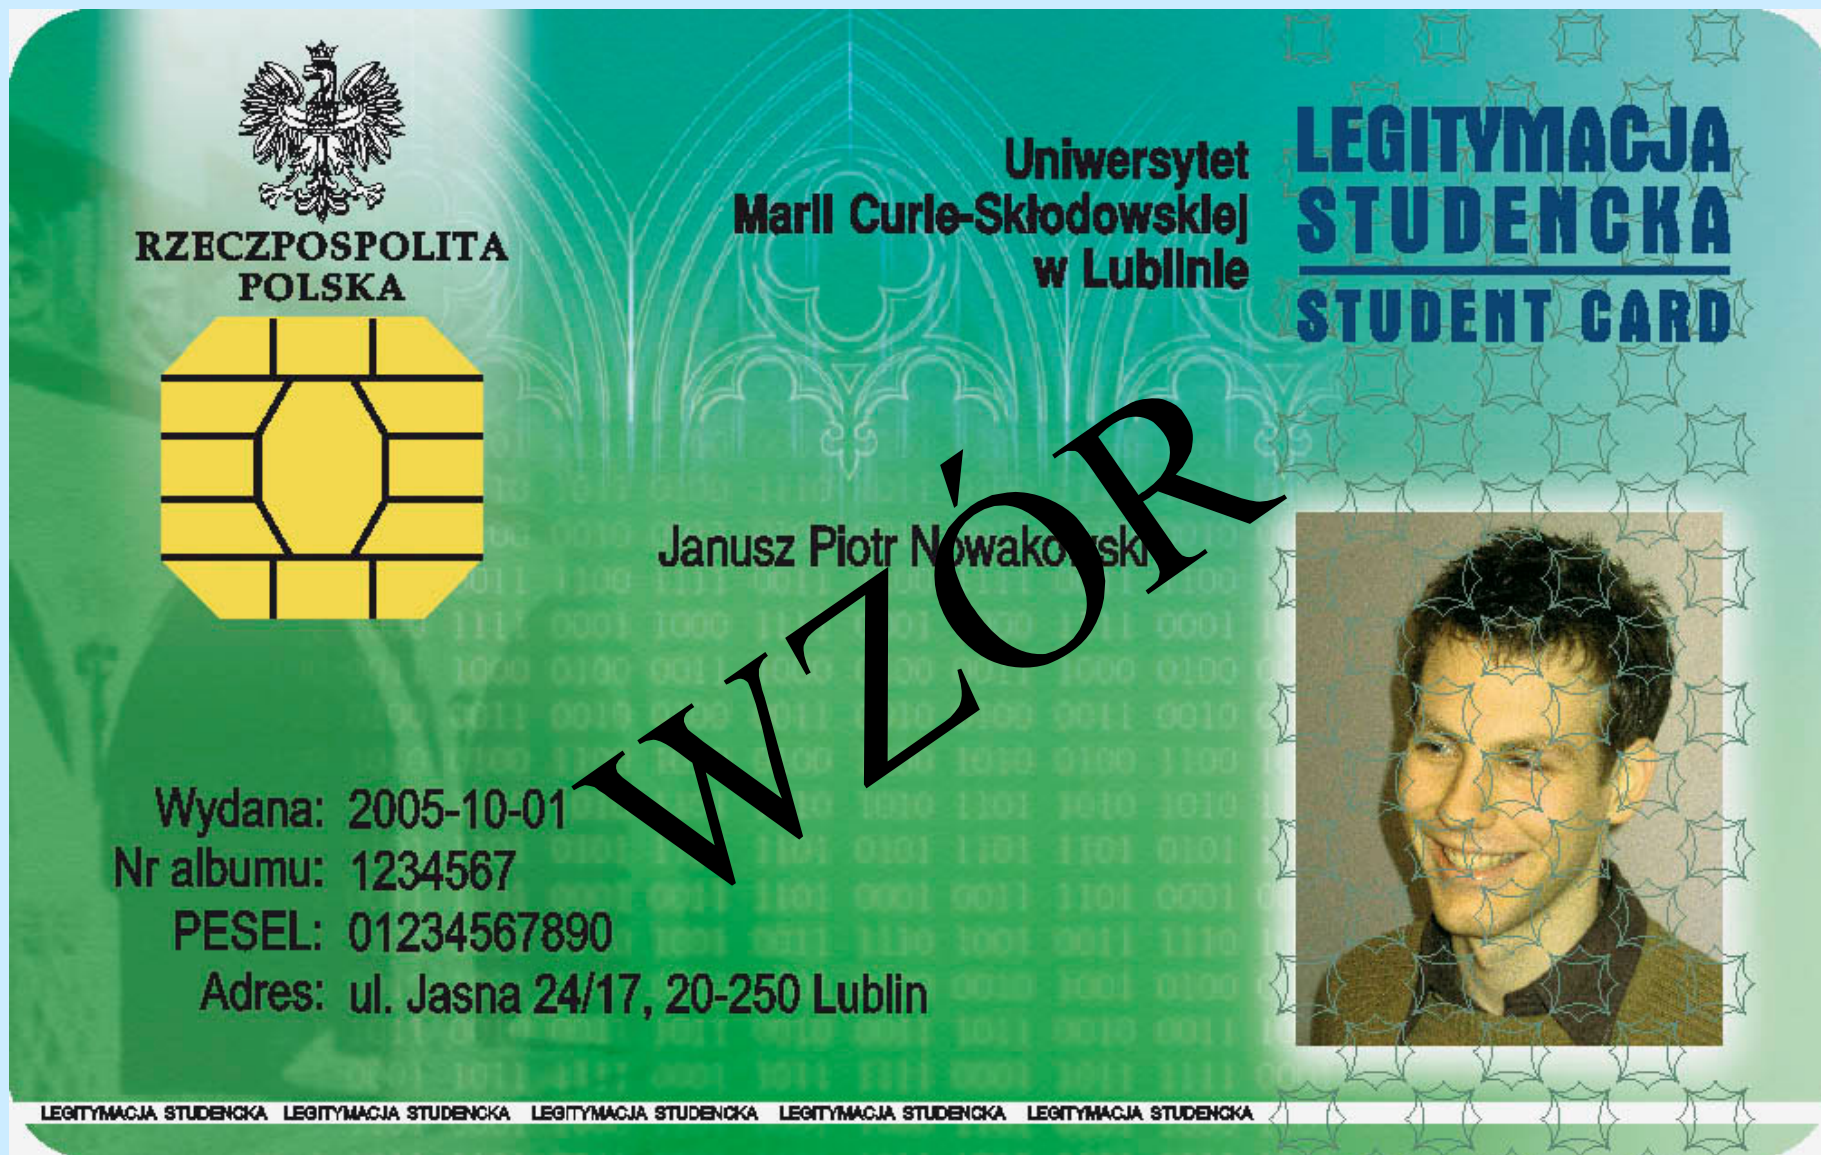 RZECZPOSPOLITA
POLSKA
Uniwersytet
Marii Curie-Skłodowskiej
w Lublinie
LEGITYMACJA
STUDENCKA
STUDENT CARD
Janusz Piotr Nowakowski
WZÓR
Wydana: 2005-10-01
Nr albumu: 1234567
PESEL: 01234567890
Adres: ul. Jasna 24/17, 20-250 Lublin
LEGITYMACJA STUDENCKA LEGITYMACJA STUDENCKA LEGITYMACJA STUDENCKA LEGITYMACJA STUDENCKA LEGITYMACJA STUDENCKA